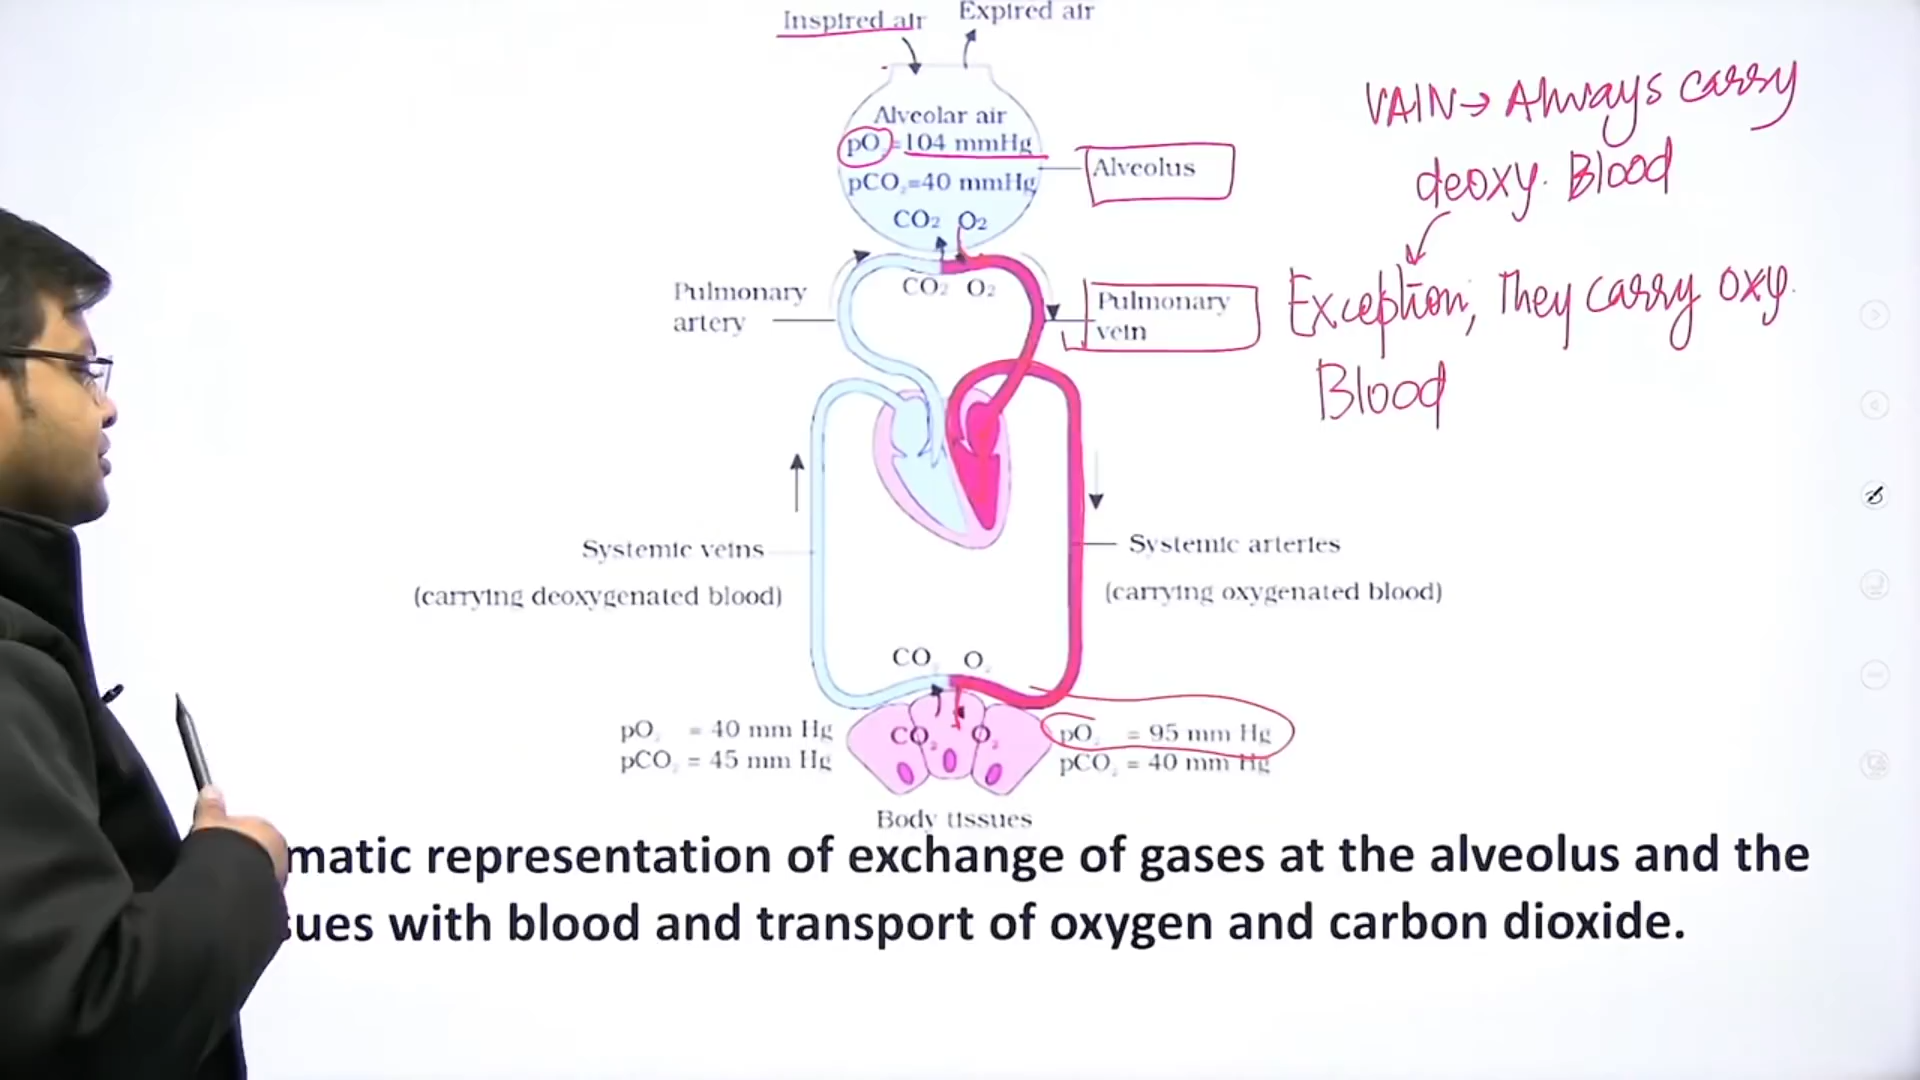 Inspired air
Expired air
Alveolar air
pO₂=104 mmHg
pCO₂=40 mmHg
CO₂ O₂
Alveolus
CO₂ O₂
Pulmonary
artery
Pulmonary
vein
VAIN→ Always carry
deoxy. Blood
Exception, They carry oxy.
Blood
Systemic veins
(carrying deoxygenated blood)
Systemic arteries
(carrying oxygenated blood)
CO₂ O₂
pO₂ = 40 mm Hg
pCO₂ = 45 mm Hg
CO₂ O₂
pO₂ = 95 mm Hg
pCO₂ = 40 mm Hg
Body tissues
matic representation of exchange of gases at the alveolus and the
sues with blood and transport of oxygen and carbon dioxide.